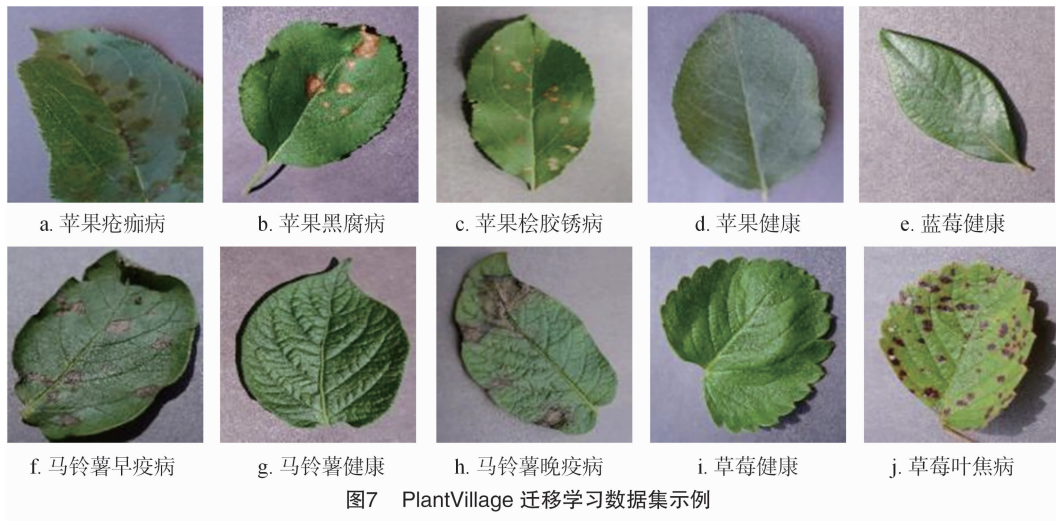 a. 苹果疮痂病 b. 苹果黑腐病 c. 苹果桧胶锈病 d. 苹果健康 e. 蓝莓健康
f. 马铃薯早疫病 g. 马铃薯健康 h. 马铃薯晚疫病 i. 草莓健康 j. 草莓叶焦病
图7 PlantVillage 迁移学习数据集示例